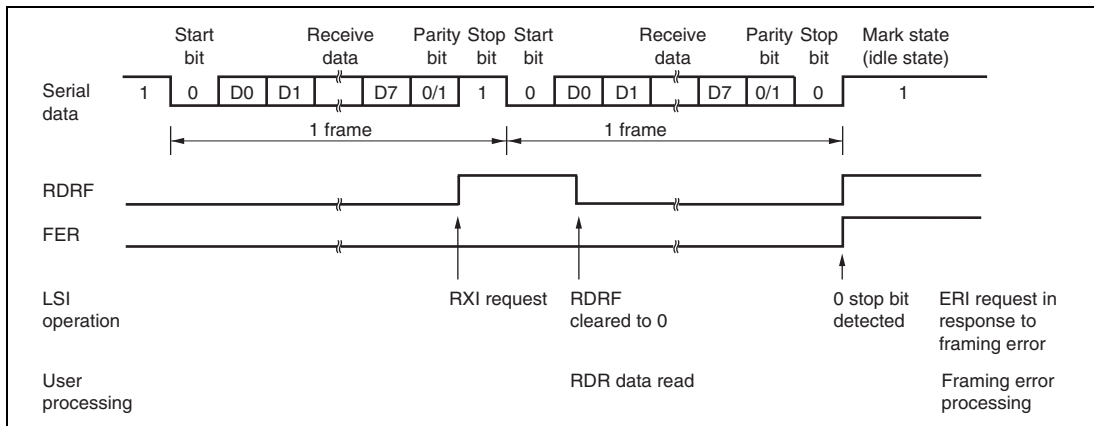 Start bit Receive data Parity bit Stop bit Start bit Receive data Parity bit Stop bit Mark state (idle state)
Serial data 1 0 D0 D1 D7 0/1 1 0 D0 D1 D7 0/1 0 1
1 frame 1 frame
RDRF
FER
LSI operation RXI request RDRF cleared to 0 0 stop bit detected ERI request in response to framing error
User processing RDR data read Framing error processing